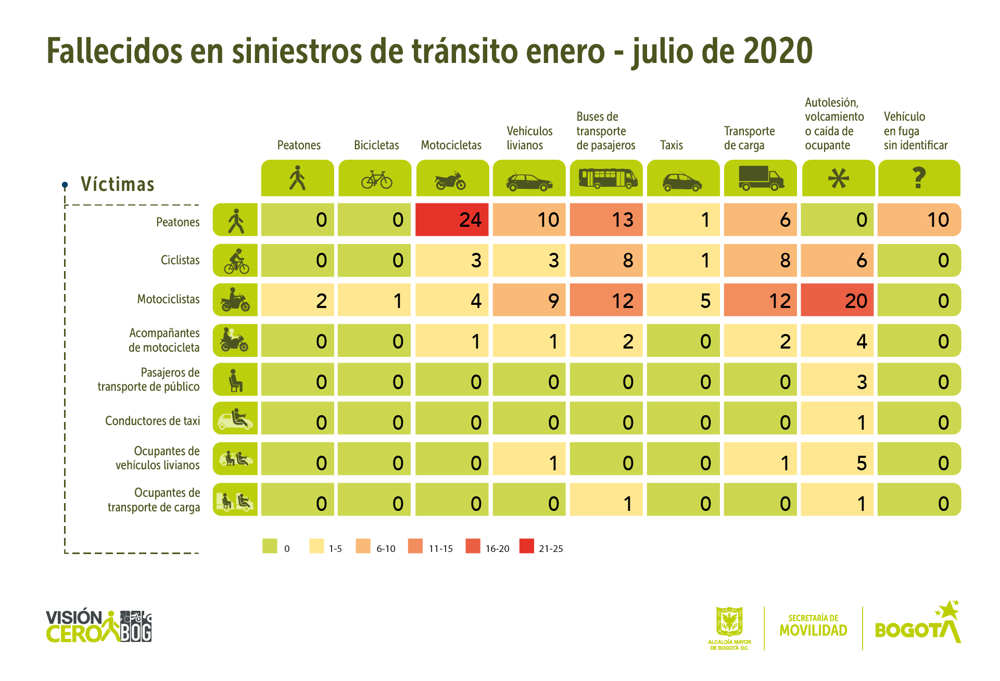 Fallecidos en siniestros de tránsito enero - julio de 2020
Peatones
Bicicletas
Motocicletas
Vehículos
livianos
Buses de
transporte
de pasajeros
Taxis
Transporte
de carga
Autolesión,
volcamiento
o caída de
ocupante
Vehículo
en fuga
sin identificar
*
?
Víctimas
Peatones
0 0 24 10 13 1 6 0 10
Ciclistas
0 0 3 3 8 1 8 6 0
Motociclistas
2 1 4 9 12 5 12 20 0
Acompañantes
de motocicleta
0 0 1 1 2 0 2 4 0
Pasajeros de
transporte de público
0 0 0 0 0 0 0 3 0
Conductores de taxi
0 0 0 0 0 0 0 1 0
Ocupantes de
vehículos livianos
0 0 0 1 0 0 1 5 0
Ocupantes de
transporte de carga
0 0 0 0 1 0 0 1 0
0 1-5 6-10 11-15 16-20 21-25
VISIÓN
CERO BOG
ALCALDÍA MAYOR
DE BOGOTÁ D.C.
SECRETARÍA DE
MOVILIDAD
BOGOTÁ